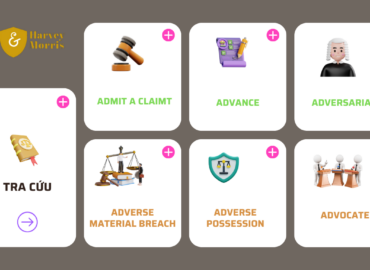 &
Harvey
Morris
ADMIT A CLAIMT
ADVANCE
ADVERSARIA
TRA CỨU
ADVERSE
MATERIAL BREACH
ADVERSE
POSSESSION
ADVOCATE